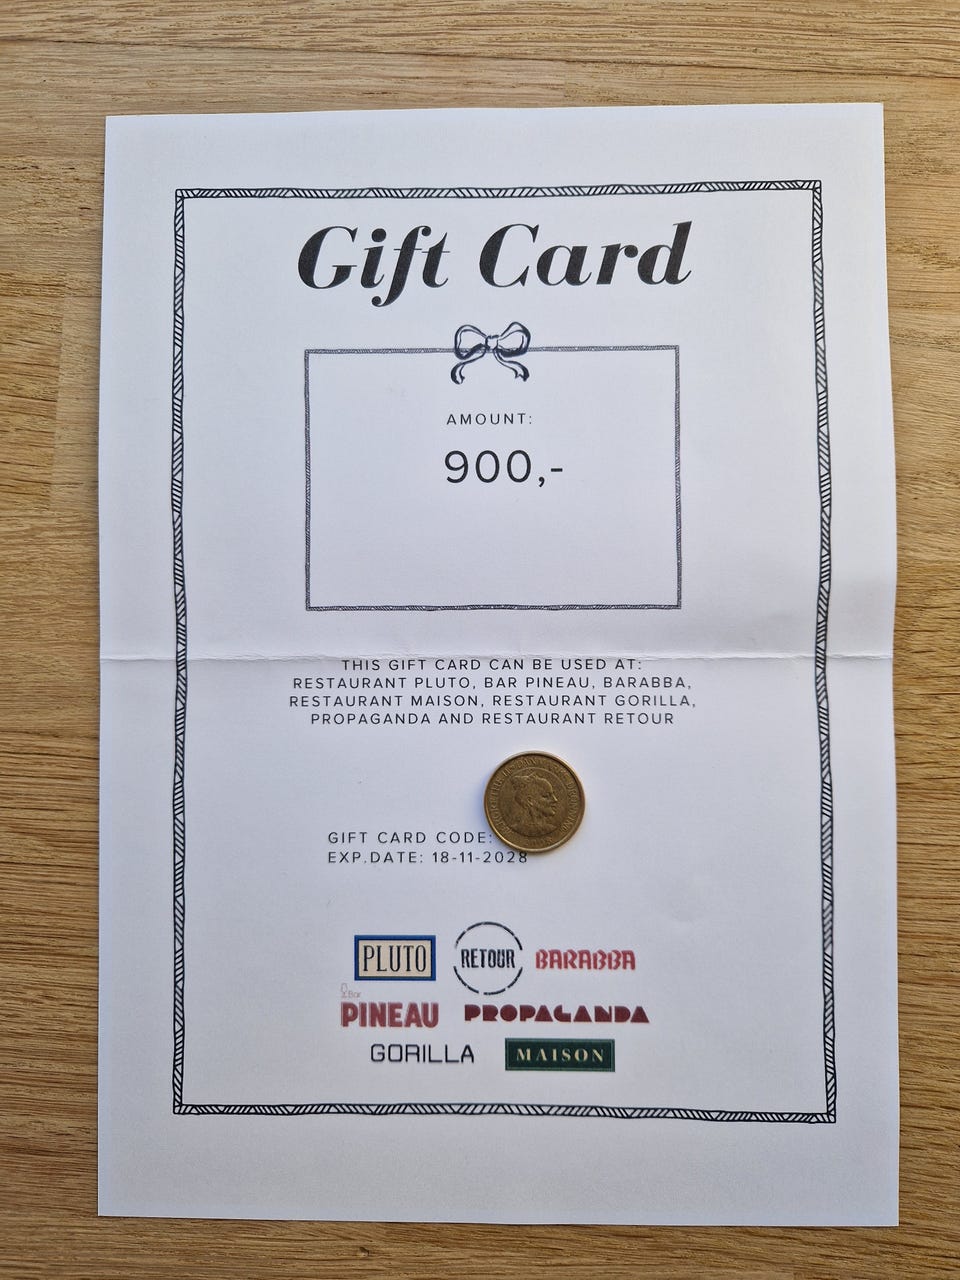 Gift Card
AMOUNT:
900,-
THIS GIFT CARD CAN BE USED AT:
RESTAURANT PLUTO, BAR PINEAU, BARABBA,
RESTAURANT MAISON, RESTAURANT GORILLA,
PROPAGANDA AND RESTAURANT RETOUR
GIFT CARD CODE:
EXP.DATE: 18-11-2028
PLUTO
RETOUR
BARABBA
Bar
PINEAU
PROPAGANDA
GORILLA
MAISON